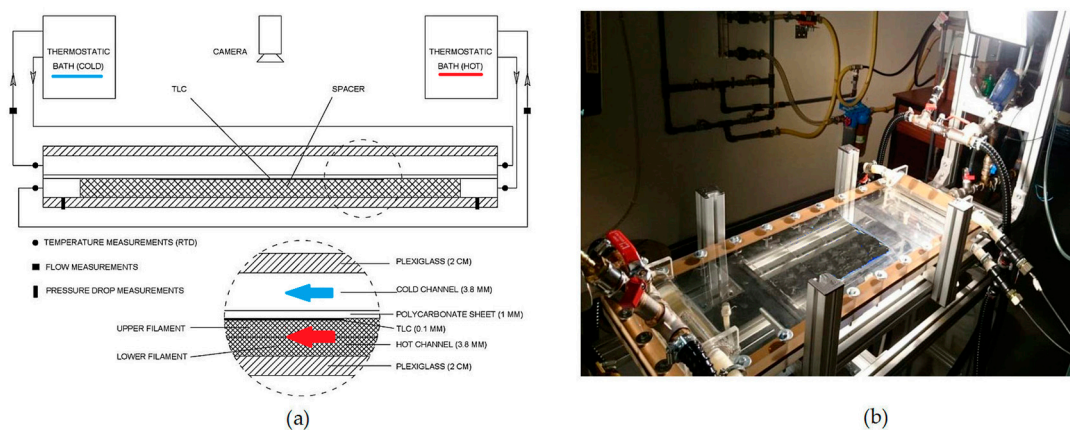 THERMOSTATIC
BATH (COLD)
CAMERA
THERMOSTATIC
BATH (HOT)
TLC
SPACER
TEMPERATURE MEASUREMENTS (RTD)
FLOW MEASUREMENTS
PRESSURE DROP MEASUREMENTS
PLEXIGLASS (2 CM)
COLD CHANNEL (3.8 MM)
POLYCARBONATE SHEET (1 MM)
UPPER FILAMENT
TLC (0.1 MM)
HOT CHANNEL (3.8 MM)
LOWER FILAMENT
PLEXIGLASS (2 CM)
(a)
(b)